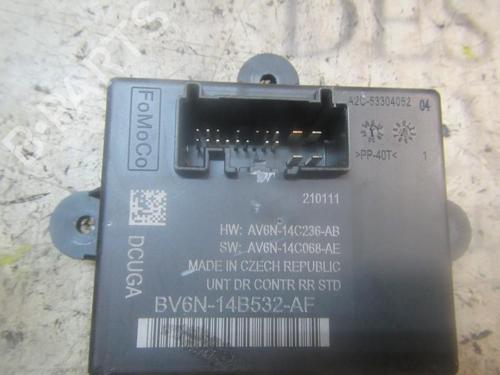 FoMoCo
A2C-53304052 04
>PP-40T< 1
210111
HW: AV6N-14C236-AB
SW: AV6N-14C068-AE
MADE IN CZECH REPUBLIC
UNT DR CONTR RR STD
DCUGA
BV6N-14B532-AF
B-PARTS